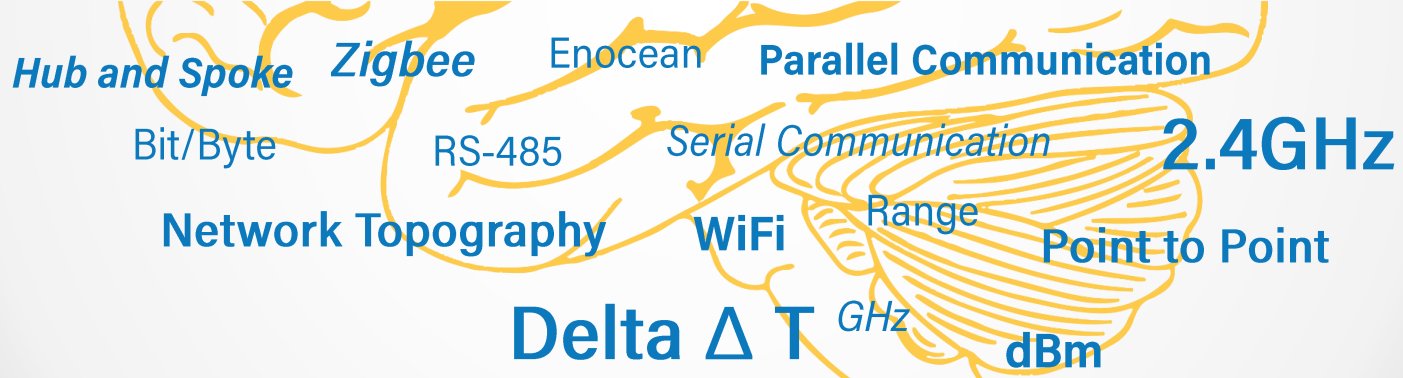 Hub and Spoke
Zigbee
Enocean
Parallel Communication
Bit/Byte
RS-485
Serial Communication
2.4GHz
Network Topography
WiFi
Range
Point to Point
Delta Δ T
GHz
dBm